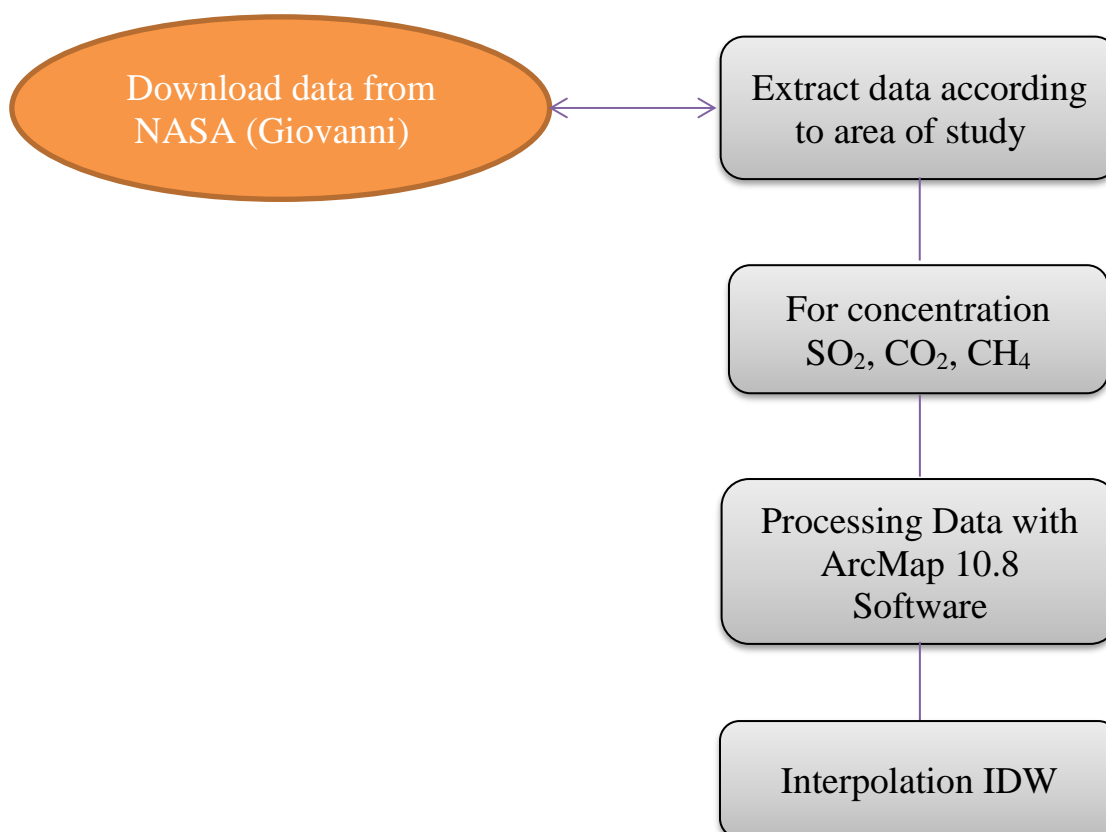 Download data from
NASA (Giovanni)
Extract data according
to area of study
For concentration
SO₂, CO₂, CH₄
Processing Data with
ArcMap 10.8
Software
Interpolation IDW